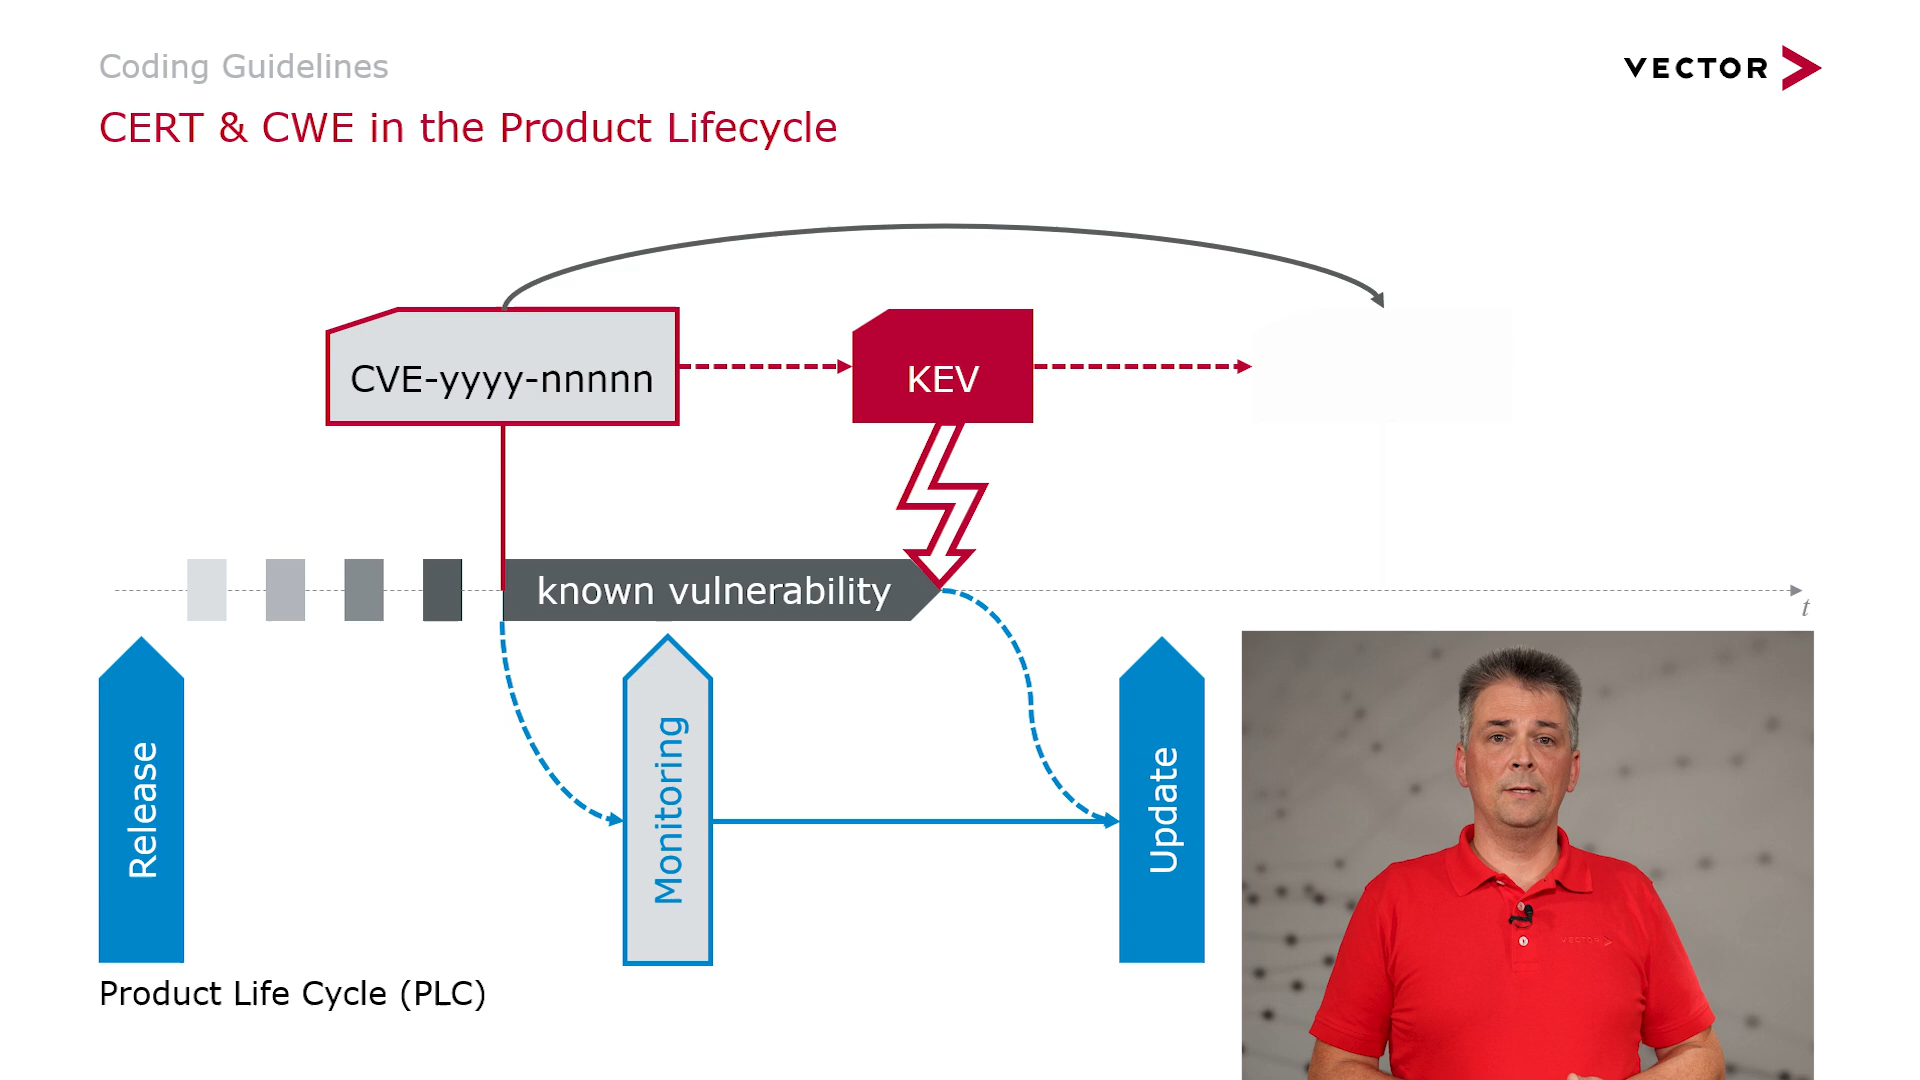 Coding Guidelines
VECTOR
CERT & CWE in the Product Lifecycle
CVE-yyyy-nnnnn
KEV
known vulnerability
t
Release
Monitoring
Update
VECTOR
Product Life Cycle (PLC)